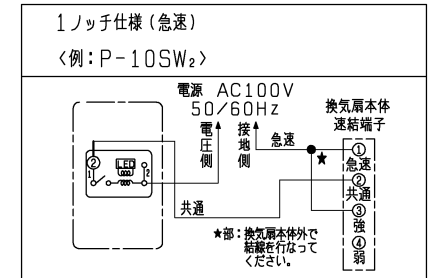 1ノッチ仕様(急速)
〈例:P-10SW₂〉
電源 AC100V
50/60Hz
換気扇本体
速結端子
電圧側
接地側
急速
★
①
急速
②
共通
③
強
④
弱
②
1
LED
2
共通
★部:換気扇本体外で
結線を行なって
ください。